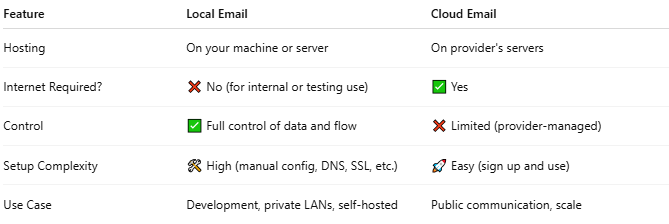 Feature Local Email Cloud Email
Hosting On your machine or server On provider's servers
Internet Required? ❌ No (for internal or testing use) ✅ Yes
Control ✅ Full control of data and flow ❌ Limited (provider-managed)
Setup Complexity 🛠️ High (manual config, DNS, SSL, etc.) 🚀 Easy (sign up and use)
Use Case Development, private LANs, self-hosted Public communication, scale